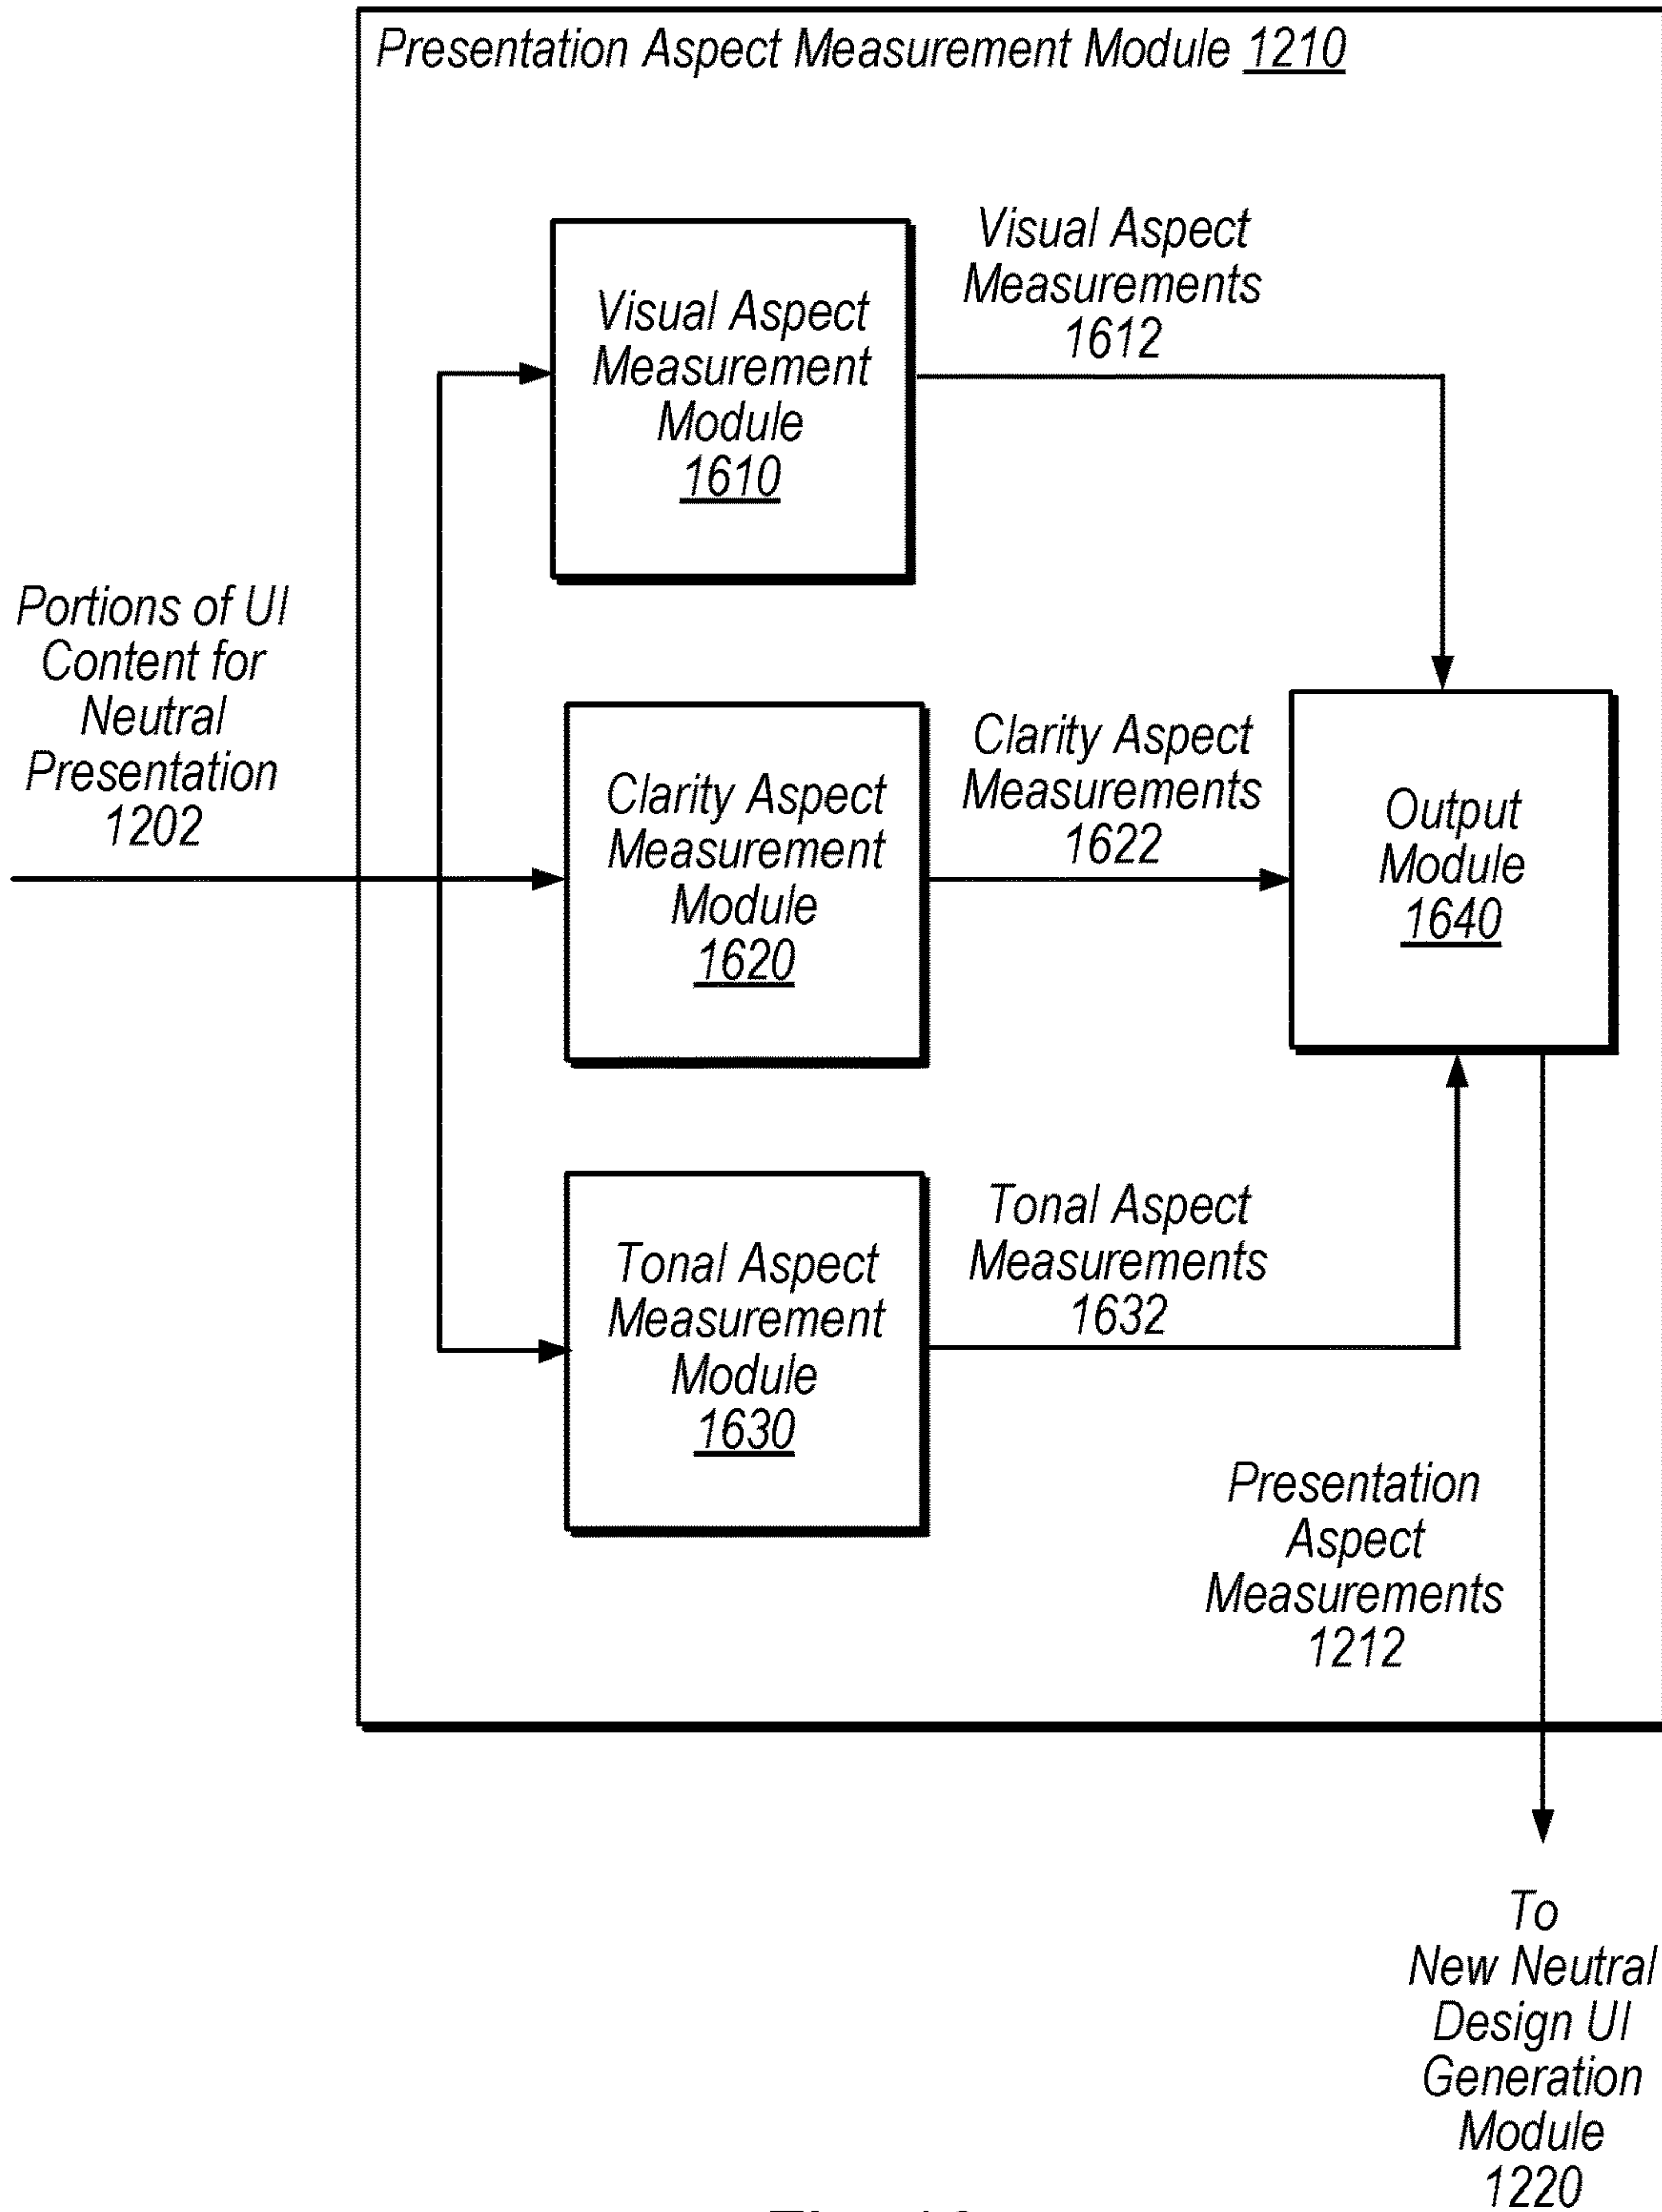 Presentation Aspect Measurement Module 1210
Visual Aspect
Measurements
1612
Visual Aspect
Measurement
Module
1610
Portions of UI
Content for
Neutral
Presentation
1202
Clarity Aspect
Measurements
1622
Clarity Aspect
Measurement
Module
1620
Output
Module
1640
Tonal Aspect
Measurements
1632
Tonal Aspect
Measurement
Module
1630
Presentation
Aspect
Measurements
1212
To
New Neutral
Design UI
Generation
Module
1220